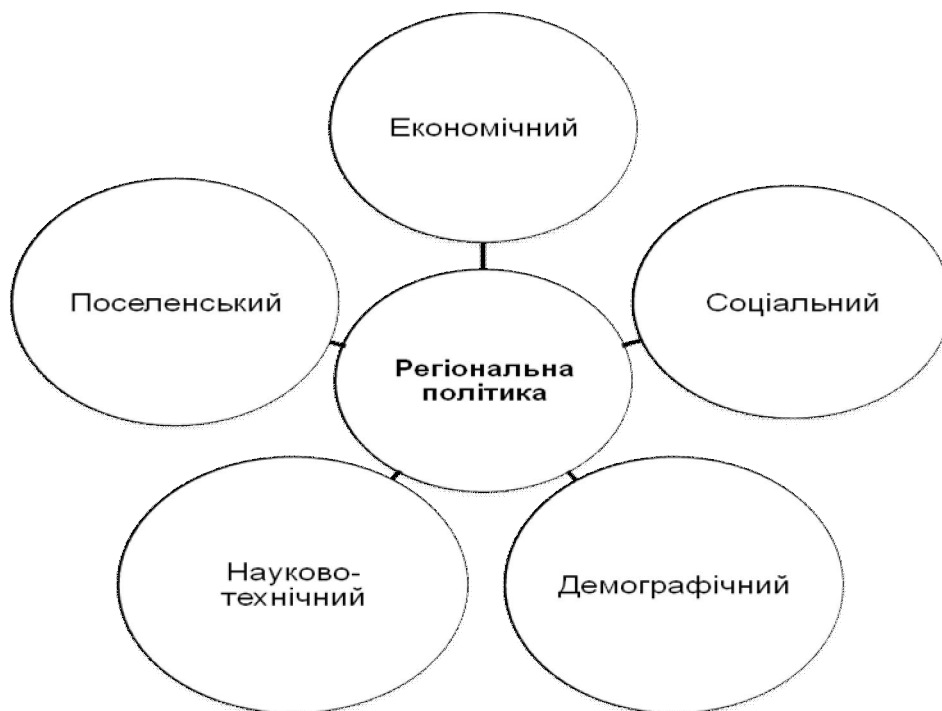 Економічний
Поселенський
Соціальний
Регіональна
політика
Науково-
технічний
Демографічний